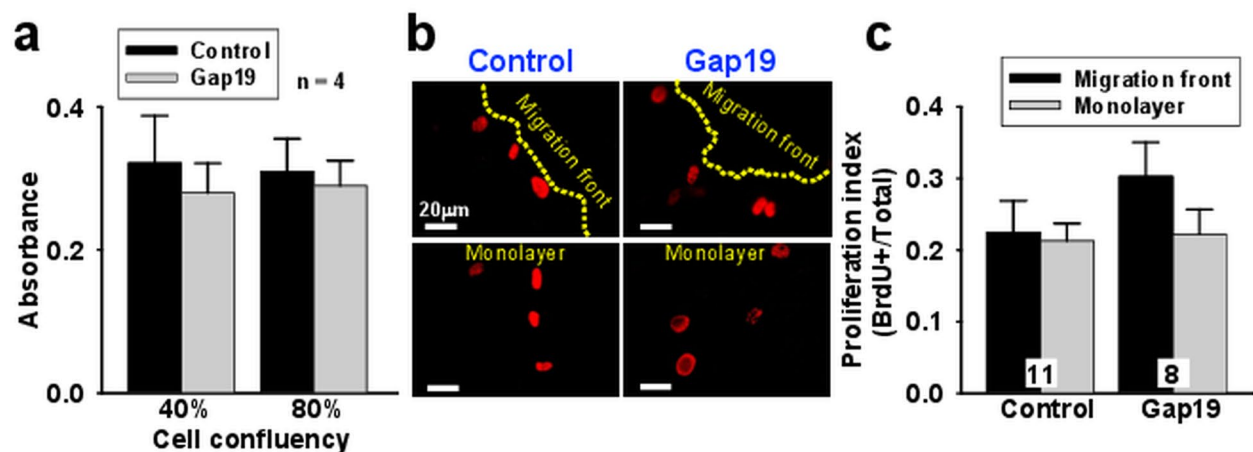 a
Control
Gap19
n = 4
0.4
0.2
0.0
Absorbance
40%
80%
Cell confluency
b
Control
Gap19
Migration front
20µm
Migration front
Monolayer
Monolayer
c
Migration front
Monolayer
Proliferation index
(BrdU+/Total)
0.4
0.3
0.2
0.1
0.0
11
8
Control
Gap19